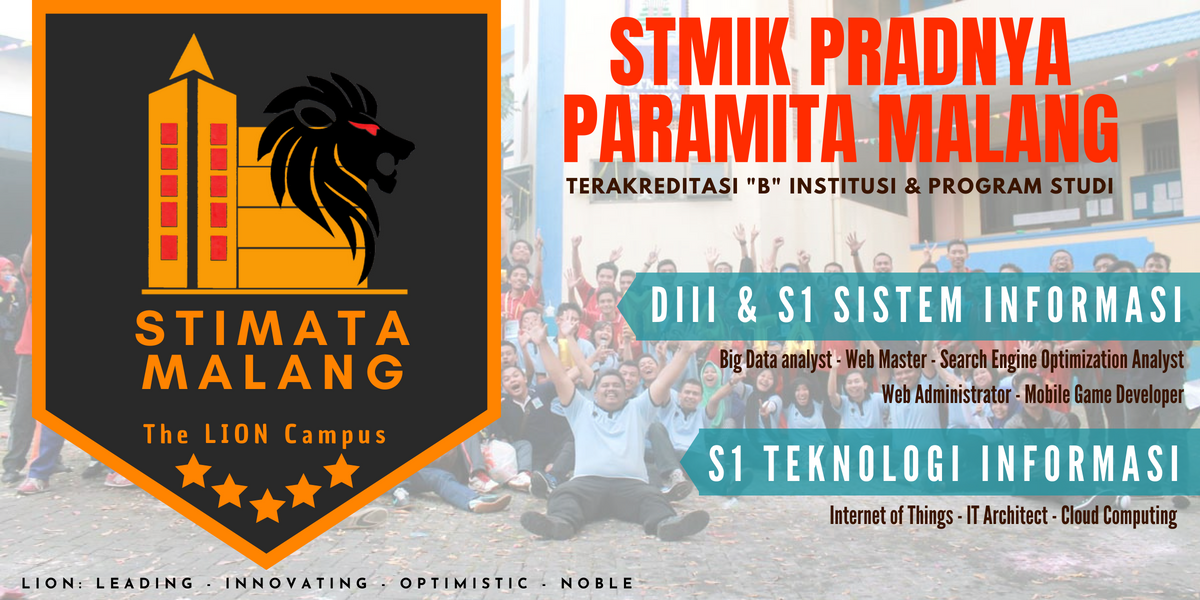 STIMATA
MALANG
The LION Campus
LION: LEADING - INNOVATING - OPTIMISTIC - NOBLE
STMIK PRADNYA
PARAMITA MALANG
TERAKREDITASI "B" INSTITUSI & PROGRAM STUDI
DIII & S1 SISTEM INFORMASI
Big Data analyst - Web Master - Search Engine Optimization Analyst
Web Administrator - Mobile Game Developer
S1 TEKNOLOGI INFORMASI
Internet of Things - IT Architect - Cloud Computing